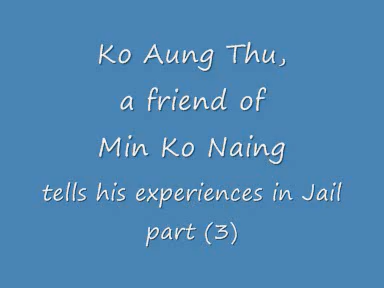 Ko Aung Thu,
a friend of
Min Ko Naing
tells his experiences in Jail
part (3)